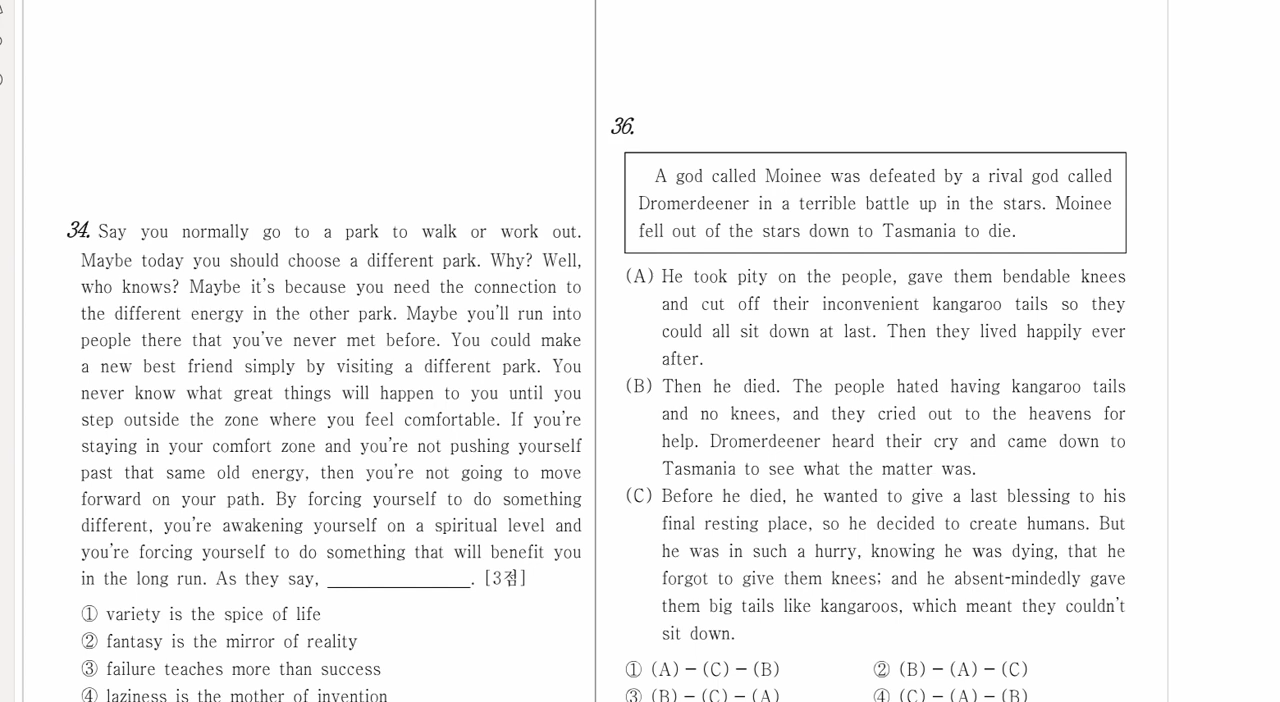 34. Say you normally go to a park to walk or work out.
Maybe today you should choose a different park. Why? Well,
who knows? Maybe it's because you need the connection to
the different energy in the other park. Maybe you'll run into
people there that you've never met before. You could make
a new best friend simply by visiting a different park. You
never know what great things will happen to you until you
step outside the zone where you feel comfortable. If you're
staying in your comfort zone and you're not pushing yourself
past that same old energy, then you're not going to move
forward on your path. By forcing yourself to do something
different, you're awakening yourself on a spiritual level and
you're forcing yourself to do something that will benefit you
in the long run. As they say, _______________. [3점]
① variety is the spice of life
② fantasy is the mirror of reality
③ failure teaches more than success
④ laziness is the mother of invention
36.
A god called Moinee was defeated by a rival god called
Dromerdeener in a terrible battle up in the stars. Moinee
fell out of the stars down to Tasmania to die.
(A) He took pity on the people, gave them bendable knees
and cut off their inconvenient kangaroo tails so they
could all sit down at last. Then they lived happily ever
after.
(B) Then he died. The people hated having kangaroo tails
and no knees, and they cried out to the heavens for
help. Dromerdeener heard their cry and came down to
Tasmania to see what the matter was.
(C) Before he died, he wanted to give a last blessing to his
final resting place, so he decided to create humans. But
he was in such a hurry, knowing he was dying, that he
forgot to give them knees; and he absent-mindedly gave
them big tails like kangaroos, which meant they couldn't
sit down.
① (A) - (C) - (B) ② (B) - (A) - (C)
③ (B) - (C) - (A) ④ (C) - (A) - (B)